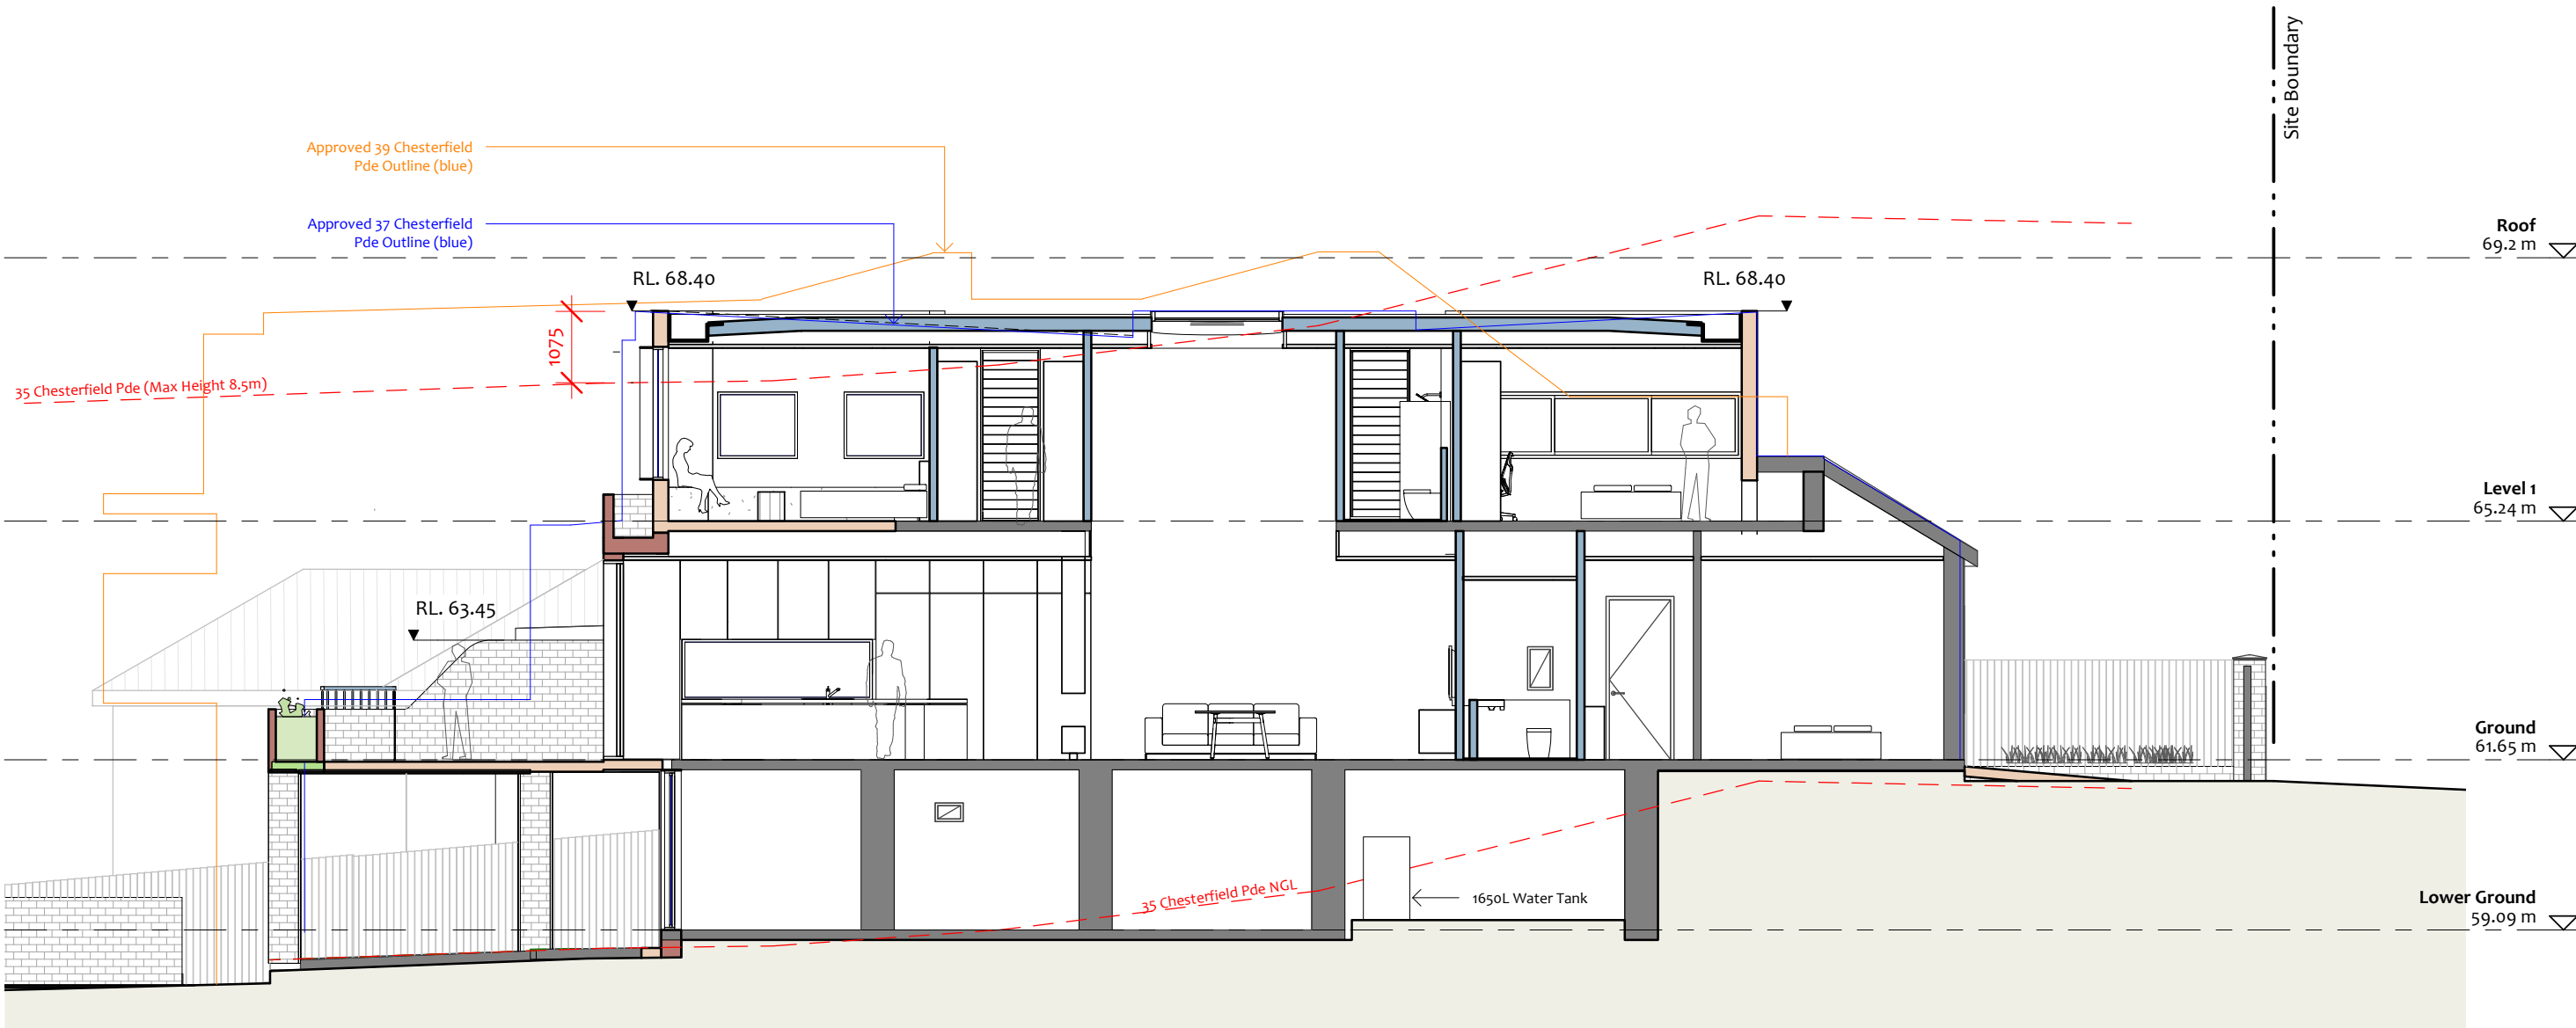 Site Boundary
Approved 39 Chesterfield
Pde Outline (blue)
Approved 37 Chesterfield
Pde Outline (blue)
Roof
69.2 m
RL. 68.40
RL. 68.40
1075
35 Chesterfield Pde (Max Height 8.5m)
Level 1
65.24 m
RL. 63.45
Ground
61.65 m
35 Chesterfield Pde NGL
1650L Water Tank
Lower Ground
59.09 m